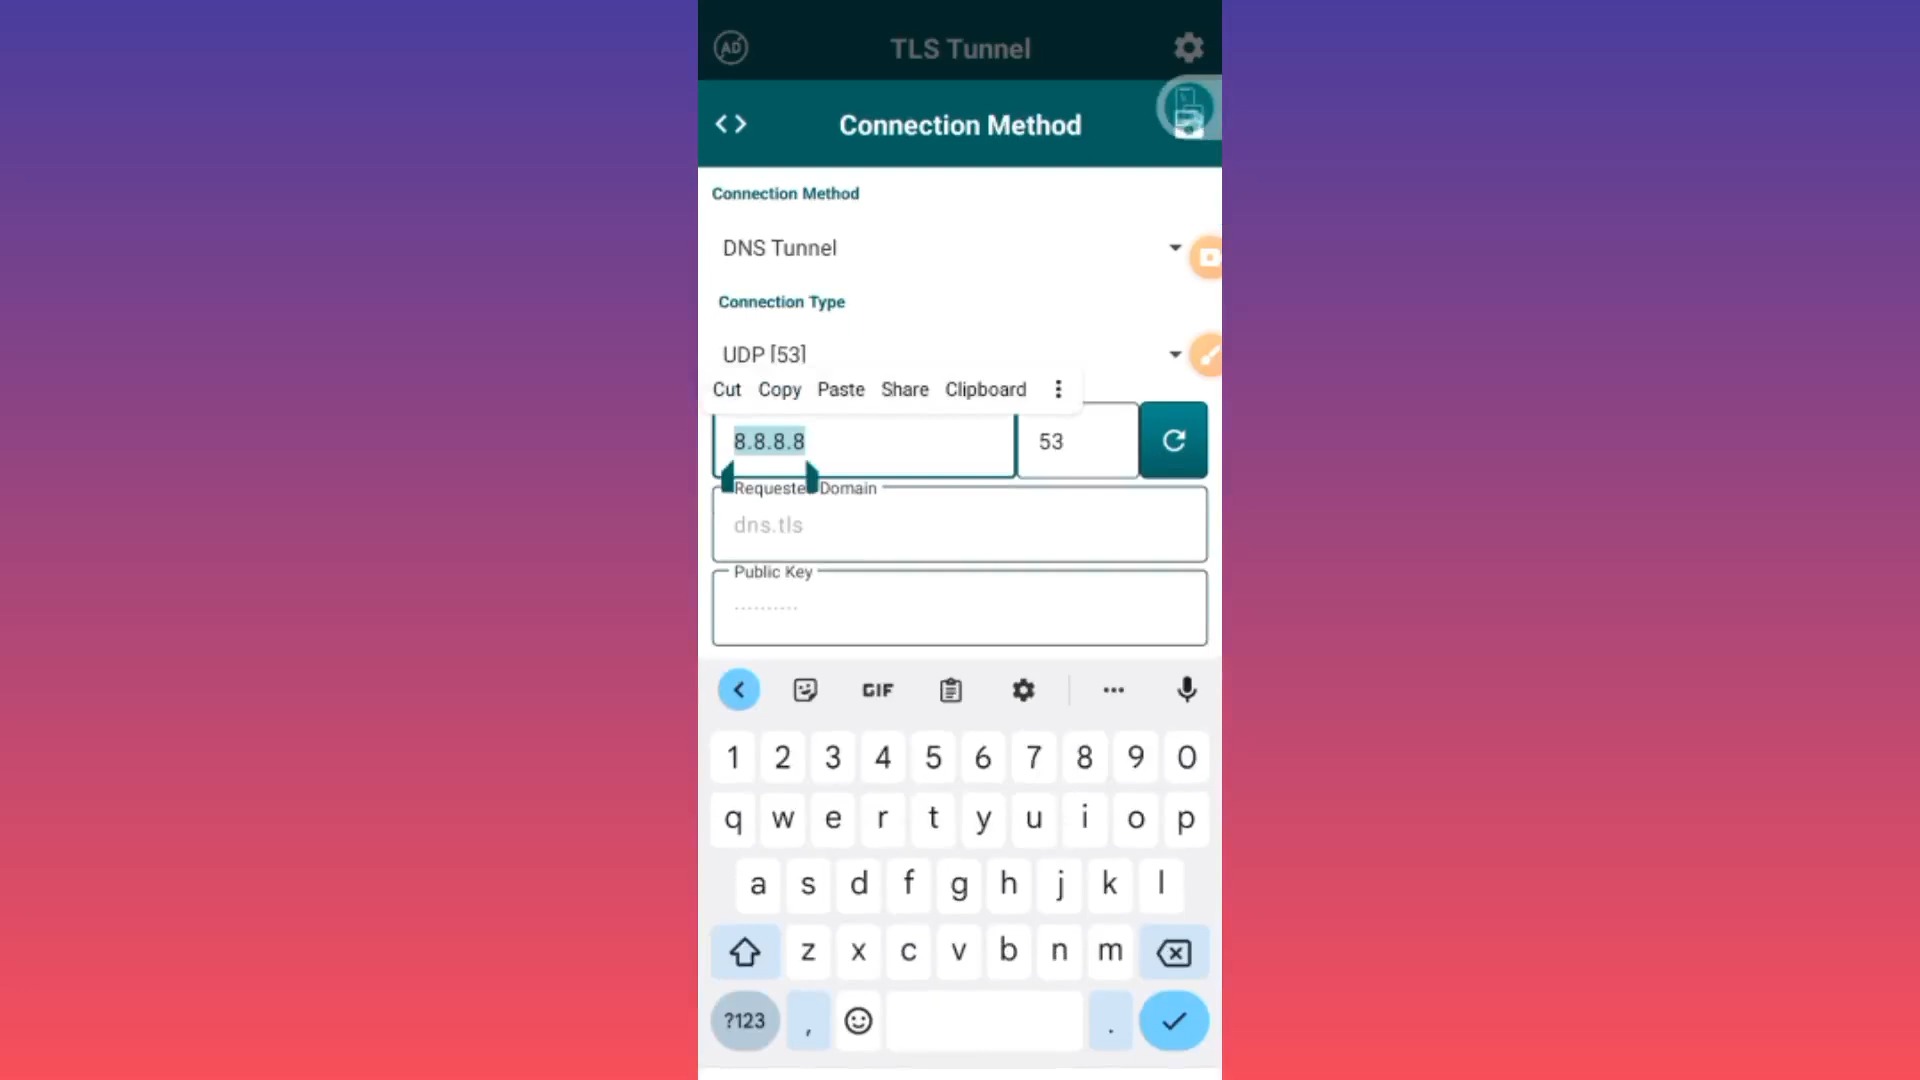 AD
TLS Tunnel
Connection Method
Connection Method
DNS Tunnel
Connection Type
UDP [53]
Cut Copy Paste Share Clipboard
8.8.8.8 53
Requested Domain
dns.tls
Public Key
----------
GIF
1 2 3 4 5 6 7 8 9 0
q w e r t y u i o p
a s d f g h j k l
z x c v b n m
?123 , .